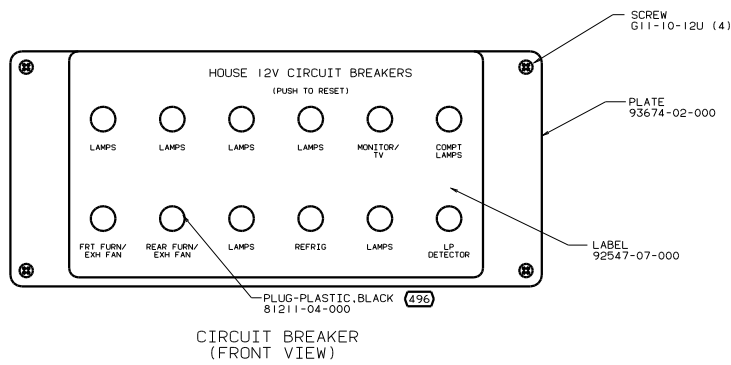 SCREW
G11-10-12U (4)
HOUSE 12V CIRCUIT BREAKERS
(PUSH TO RESET)
PLATE
93674-02-000
LAMPS LAMPS LAMPS LAMPS MONITOR/ TV COMPT LAMPS
FRT FURN/ EXH FAN REAR FURN/ EXH FAN LAMPS REFRIG LAMPS LP DETECTOR
LABEL
92547-07-000
PLUG-PLASTIC,BLACK 496
81211-04-000
CIRCUIT BREAKER
(FRONT VIEW)